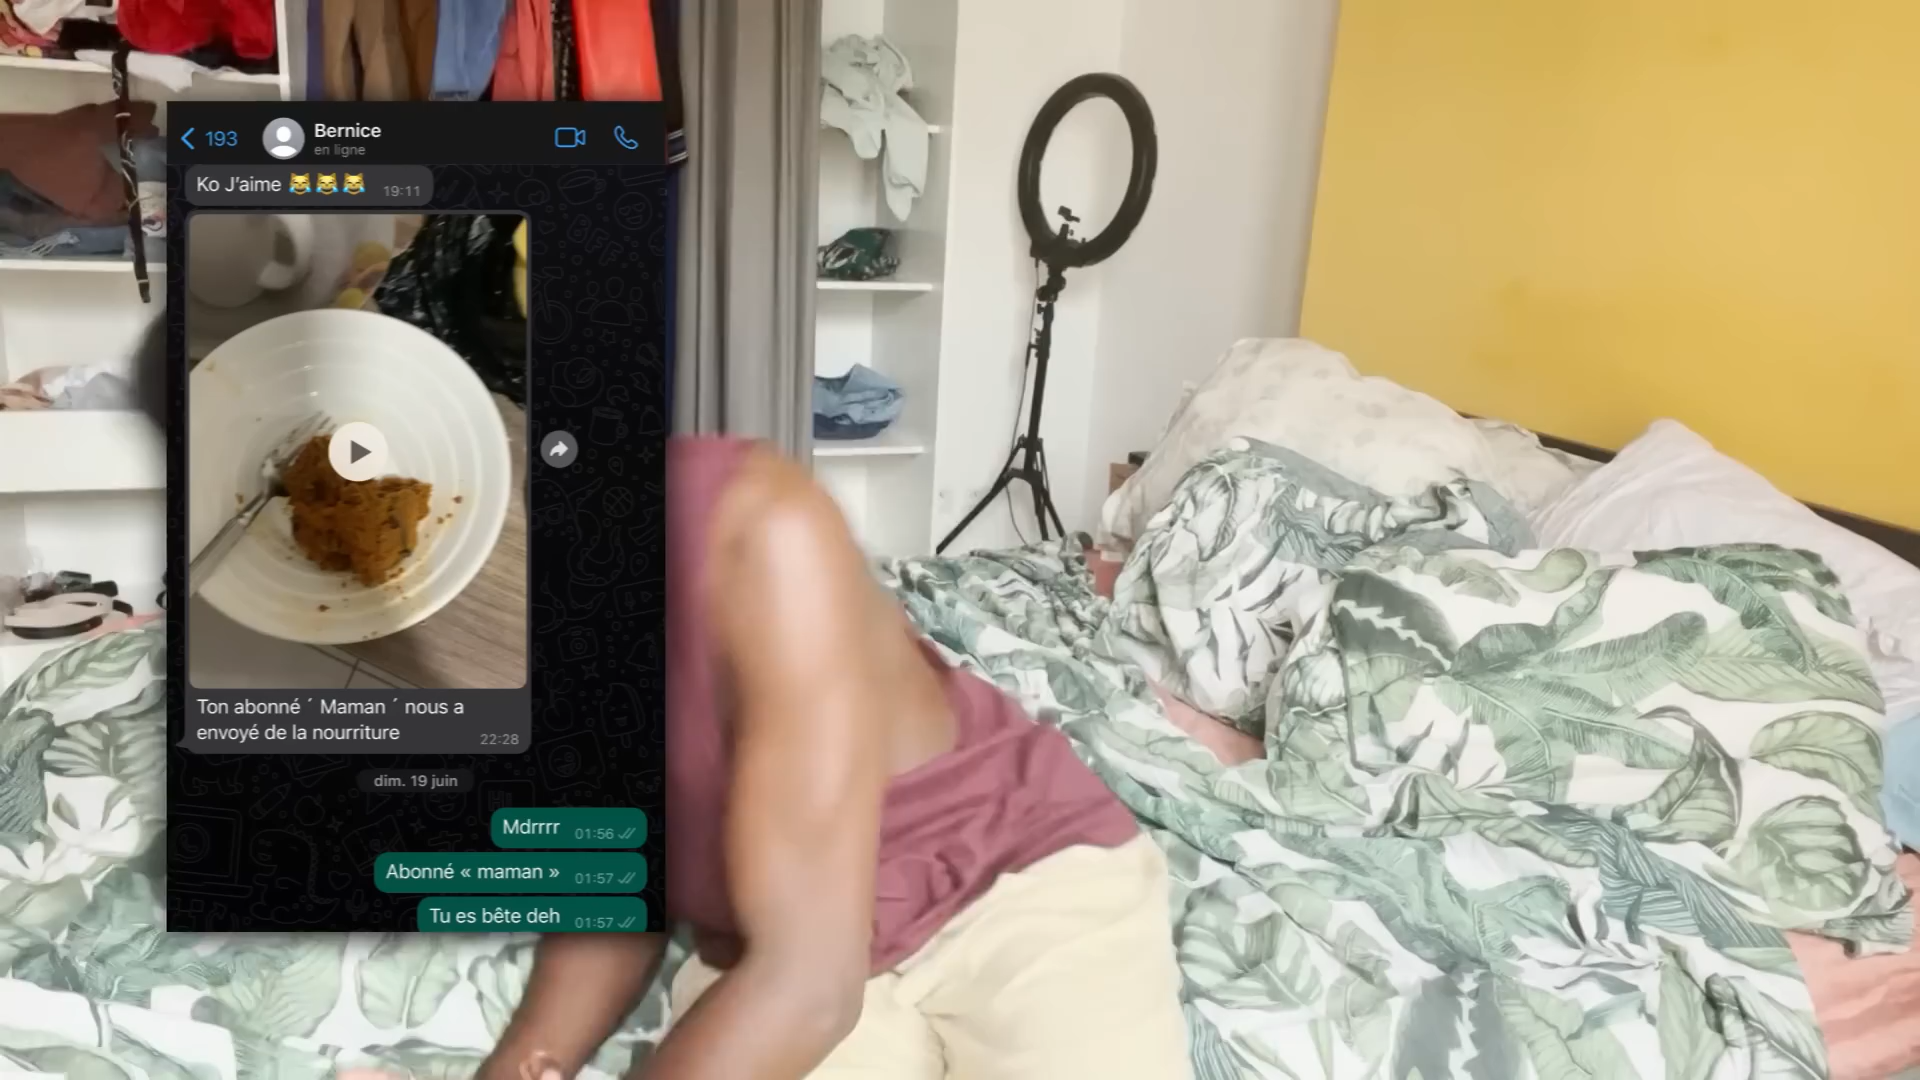 193
Bernice
en ligne
Ko J'aime 😹😹😹 19:11
Ton abonné ´ Maman ´ nous a
envoyé de la nourriture 22:28
dim. 19 juin
Mdrrrr 01:56
Abonné « maman » 01:57
Tu es bête deh 01:57